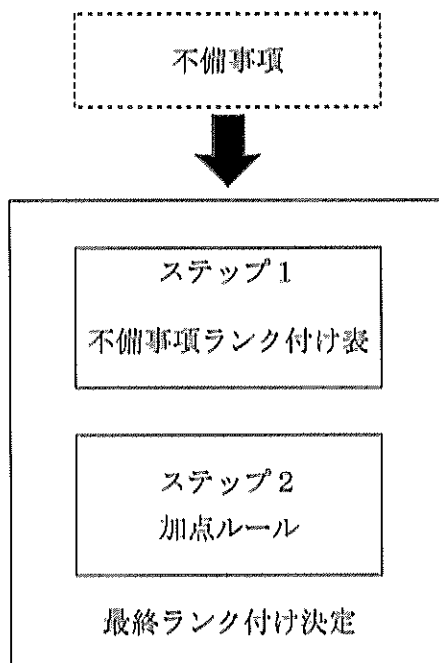 不備事項
ステップ1
不備事項ランク付け表
ステップ2
加点ルール
最終ランク付け決定